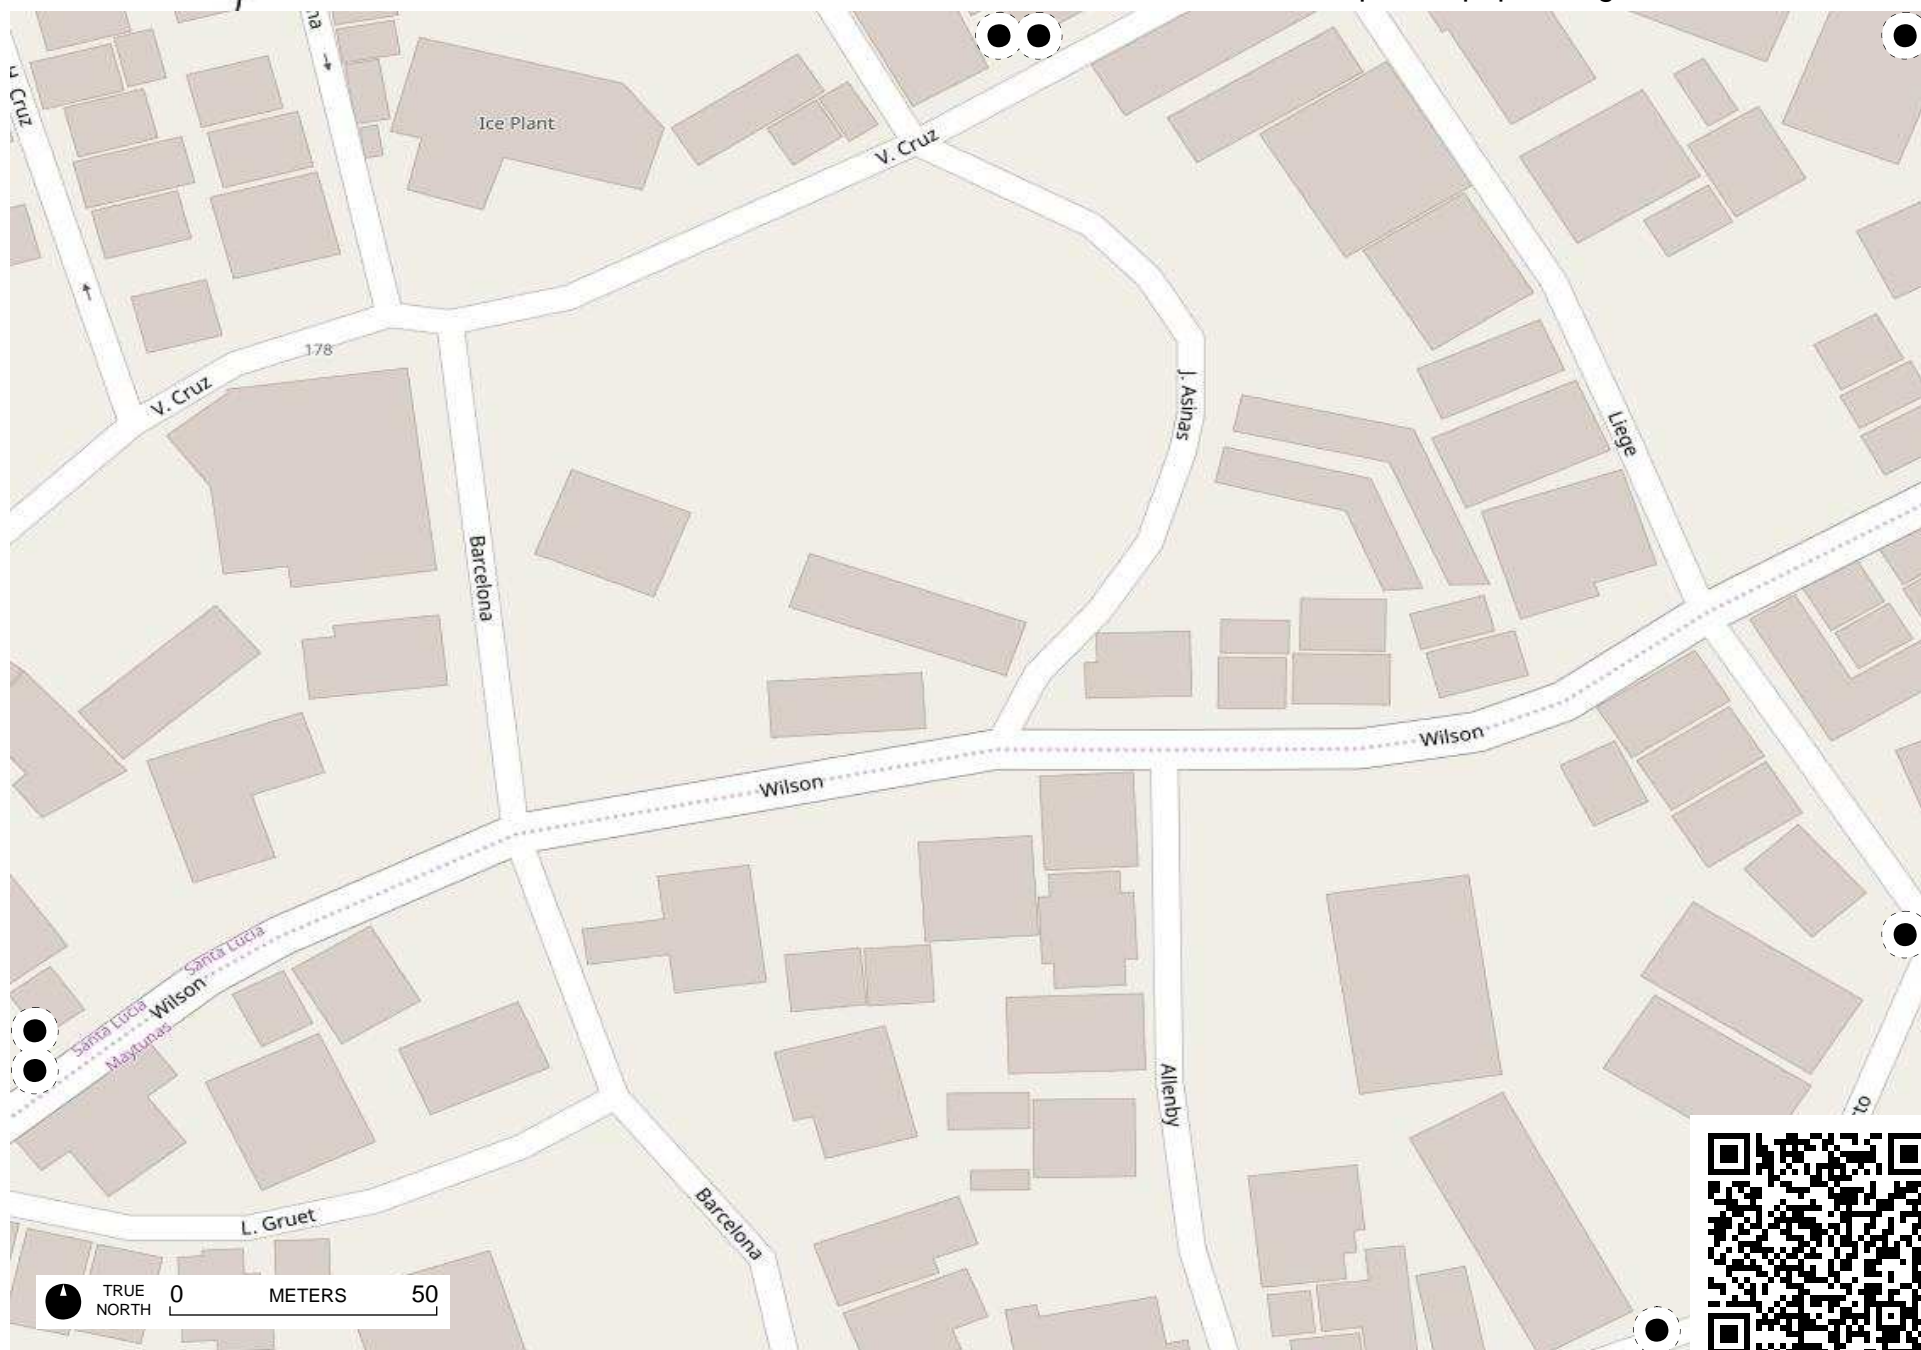 Ice Plant
V. Cruz
Cruz
178
V. Cruz
J. Asinas
Liege
Barcelona
Wilson
Wilson
Santa Lucia
Wilson
Santa Lucia
Maytunas
Allenby
L. Gruet
Barcelona
TRUE
NORTH
0 METERS 50